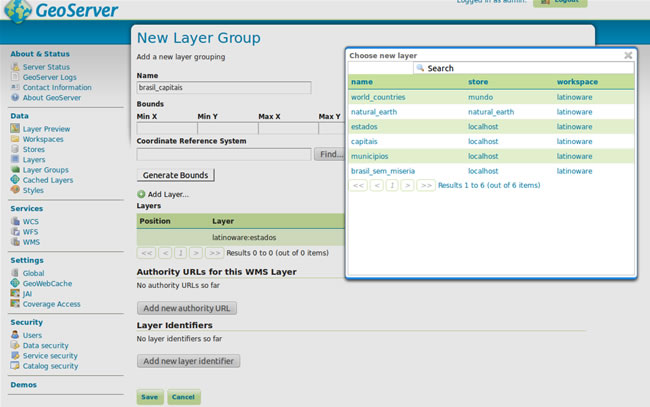 GeoServer
Logged in as admin.
Logout
About & Status
Server Status
GeoServer Logs
Contact Information
About GeoServer
Data
Layer Preview
Workspaces
Stores
Layers
Layer Groups
Cached Layers
Styles
Services
WCS
WFS
WMS
Settings
Global
GeoWebCache
JAI
Coverage Access
Security
Users
Data security
Service security
Catalog security
Demos
New Layer Group
Add a new layer grouping
Name
brasil_capitais
Bounds
Min X Min Y Max X Max Y
Coordinate Reference System
Find...
Generate Bounds
Add Layer...
Layers
Position Layer
latinoware:estados
<< < 1 > >> Results 0 to 0 (out of 0 items)
Authority URLs for this WMS Layer
No authority URLs so far
Add new authority URL
Layer Identifiers
No layer identifiers so far
Add new layer identifier
Save Cancel
Choose new layer
Search
name store workspace
world_countries mundo latinoware
natural_earth natural_earth latinoware
estados localhost latinoware
capitais localhost latinoware
municipios localhost latinoware
brasil_sem_miseria localhost latinoware
<< < 1 > >> Results 1 to 6 (out of 6 items)